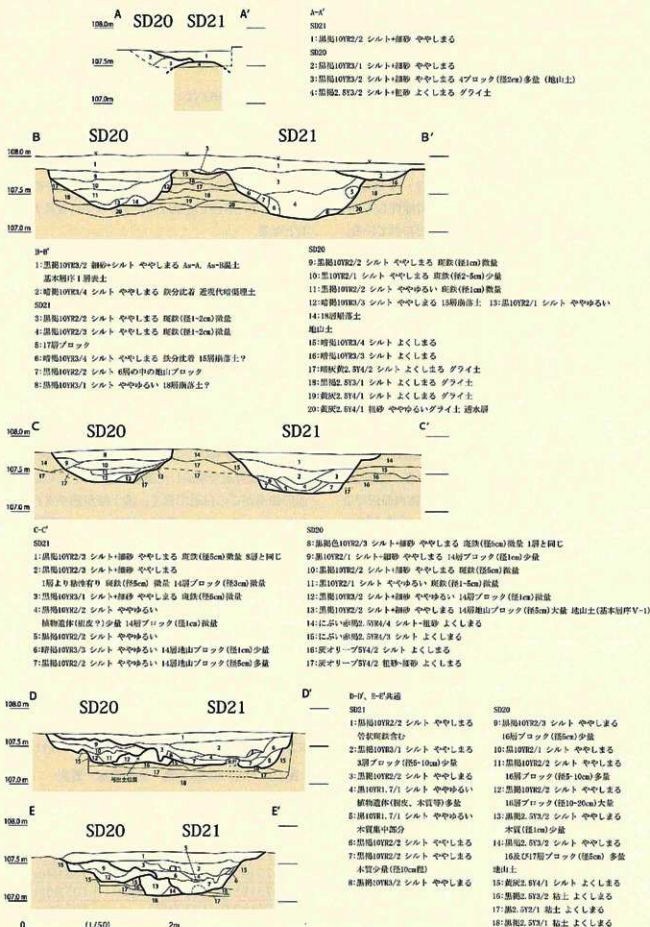 A SD20 SD21 A'
108.0m
107.5m
107.0m
A-A'
SD21
1:黒褐10YR2/2 シルト+細砂 ややしまる
SD20
2:黒褐10YR3/1 シルト+細砂 ややしまる
3:黒褐10YR3/2 シルト+細砂 ややしまる 4ブロック(径2cm)多量 (地山土)
4:黒褐2.5Y3/2 シルト+粗砂 よくしまる グライ土
B SD20 SD21 B'
108.0m
107.5m
107.0m
B-B'
1:黒褐10YR3/2 細砂+シルト ややしまる As-A、As-B混土
基本層序1層表土
2:暗褐10YR3/4 シルト ややしまる 鉄分沈着 近現代暗渠埋土
SD21
3:黒褐10YR2/2 シルト ややしまる 斑鉄(径1-2cm)微量
4:黒褐10YR2/3 シルト ややしまる 斑鉄(径1-2cm)微量
5:17層ブロック
6:暗褐10YR3/4 シルト ややしまる 鉄分沈着 15層崩落土?
7:黒褐10YR2/2 シルト 6層の中の地山ブロック
8:黒褐10YR3/1 シルト ややゆるい 18層崩落土?
SD20
9:黒褐10YR2/2 シルト ややしまる 斑鉄(径1cm)微量
10:黒10YR2/1 シルト ややしまる 斑鉄(径2-5cm)少量
11:黒褐10YR2/2 シルト ややゆるい 斑鉄(径1cm)微量
12:暗褐10YR3/3 シルト ややしまる 15層崩落土 13:黒10YR2/1 シルト ややゆるい
14:18層崩落土
地山土
15:暗褐10YR3/4 シルト よくしまる
16:暗褐10YR3/3 シルト よくしまる
17:暗灰黄2.5Y4/2 シルト よくしまる グライ土
18:黒褐2.5Y3/1 シルト よくしまる グライ土
19:黄灰2.5Y4/1 シルト よくしまる グライ土
20:黄灰2.5Y4/1 粗砂 ややゆるいグライ土 透水層
C SD20 SD21 C'
108.0m
107.5m
107.0m
C-C'
SD21
1:黒褐10YR2/3 シルト+細砂 ややしまる 斑鉄(径5cm)微量 8層と同じ
2:黒褐10YR2/3 シルト+細砂 ややしまる
1層より粘性有り 斑鉄(径5cm) 微量 14層ブロック(径3cm)微量
3:黒褐10YR3/1 シルト+細砂 ややしまる 斑鉄(径6cm)微量
4:黒褐10YR2/2 シルト ややゆるい
植物遺体(樹皮?)少量 14層ブロック(径1cm)微量
5:黒褐10YR2/2 シルト ややゆるい
6:暗褐10YR3/3 シルト ややゆるい 14層地山ブロック(径1cm)少量
7:黒褐10YR2/2 シルト ややゆるい 14層地山ブロック(径5cm)多量
SD20
8:黒褐色10YR2/3 シルト+細砂 ややしまる 斑鉄(径5cm)微量 1層と同じ
9:黒10YR2/1 シルト+細砂 ややしまる 14層ブロック(径1cm)少量
10:黒褐10YR2/2 シルト+細砂 ややしまる 斑鉄(径5cm)微量
11:黒10YR2/1 シルト ややゆるい 斑鉄(径1-5cm)微量
12:黒褐10YR3/2 シルト+細砂 ややゆるい 14層ブロック(径1cm)微量
13:黒褐10YR2/2 シルト+細砂 ややしまる 14層地山ブロック(径5cm)大量 地山土(基本層序Ⅴ-1)
14:にぶい赤褐2.5YR4/4 シルト+粗砂 よくしまる
15:にぶい赤褐2.5YR4/3 シルト よくしまる
16:灰オリーブ5Y4/2 シルト よくしまる
17:灰オリーブ5Y4/2 粗砂-細砂 よくしまる
D SD20 SD21 D'
108.0m
107.5m
107.0m
E SD20 SD21 E'
108.0m
107.5m
107.0m
0 (1/50) 2m
D-D'、E-E'共通
SD21
1:黒褐10YR2/2 シルト ややしまる
管状斑鉄含む
2:黒褐10YR3/1 シルト ややしまる
3層ブロック(径5-10cm)少量
3:黒褐10YR2/2 シルト ややしまる
4:黒10YR1.7/1 シルト ややゆるい
植物遺体(樹皮、木質等)多量
5:黒10YR1.7/1 シルト ややゆるい
木質集中部分
6:黒褐10YR2/2 シルト ややしまる
7:黒褐10YR2/2 シルト ややしまる
木質少量(径10cm程)
8:黒褐10YR3/2 シルト ややしまる
SD20
9:黒褐10YR2/3 シルト ややしまる
16層ブロック(径5cm)少量
10:黒10YR2/1 シルト ややしまる
11:黒褐10YR2/2 シルト ややしまる
16層ブロック(径5-10cm)多量
12:黒褐10YR2/2 シルト ややしまる
16層ブロック(径10-20cm)大量
13:黒褐2.5Y3/2 シルト ややしまる
木質(径1cm)少量
14:黒褐2.5Y3/2 シルト ややしまる
16及び17層ブロック(径5cm) 多量
地山土
15:黄灰2.5Y4/1 シルト よくしまる
16:黒褐2.5Y3/2 粘土 よくしまる
17:黒2.5Y2/1 粘土 よくしまる
18:黒褐2.5Y3/1 粘土 よくしまる